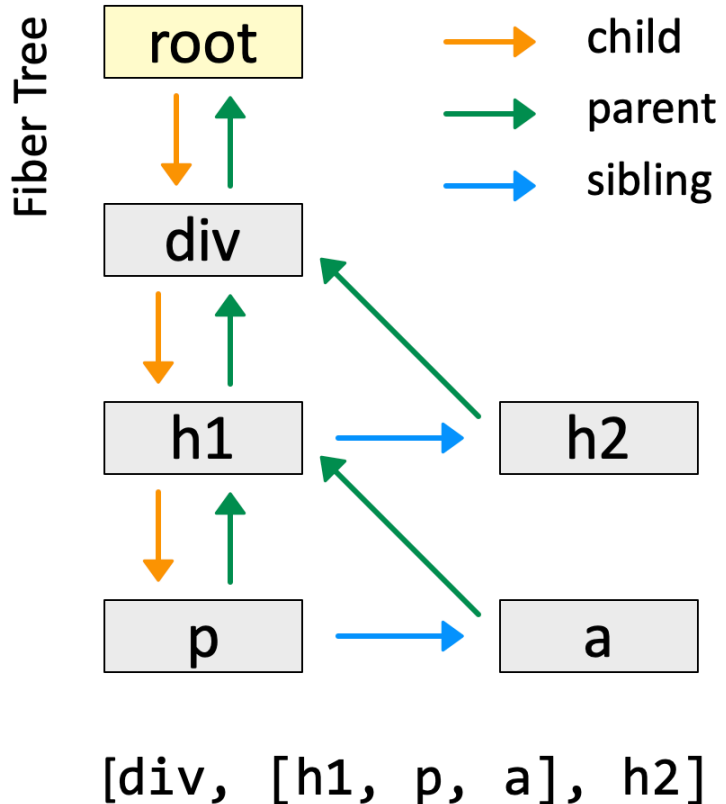 Fiber Tree
root
child
parent
sibling
div
h1
h2
p
a
[div, [h1, p, a], h2]